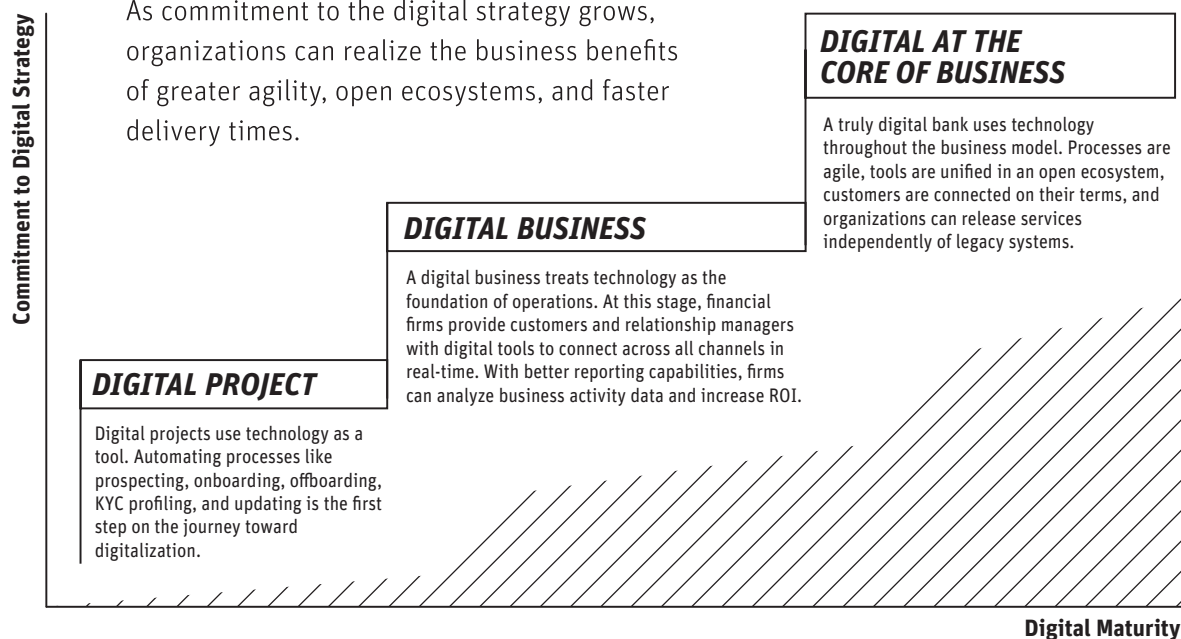 As commitment to the digital strategy grows,
organizations can realize the business benefits
of greater agility, open ecosystems, and faster
delivery times.
Commitment to Digital Strategy
DIGITAL AT THE
CORE OF BUSINESS
A truly digital bank uses technology
throughout the business model. Processes are
agile, tools are unified in an open ecosystem,
customers are connected on their terms, and
organizations can release services
independently of legacy systems.
DIGITAL BUSINESS
A digital business treats technology as the
foundation of operations. At this stage, financial
firms provide customers and relationship managers
with digital tools to connect across all channels in
real-time. With better reporting capabilities, firms
can analyze business activity data and increase ROI.
DIGITAL PROJECT
Digital projects use technology as a
tool. Automating processes like
prospecting, onboarding, offboarding,
KYC profiling, and updating is the first
step on the journey toward
digitalization.
Digital Maturity